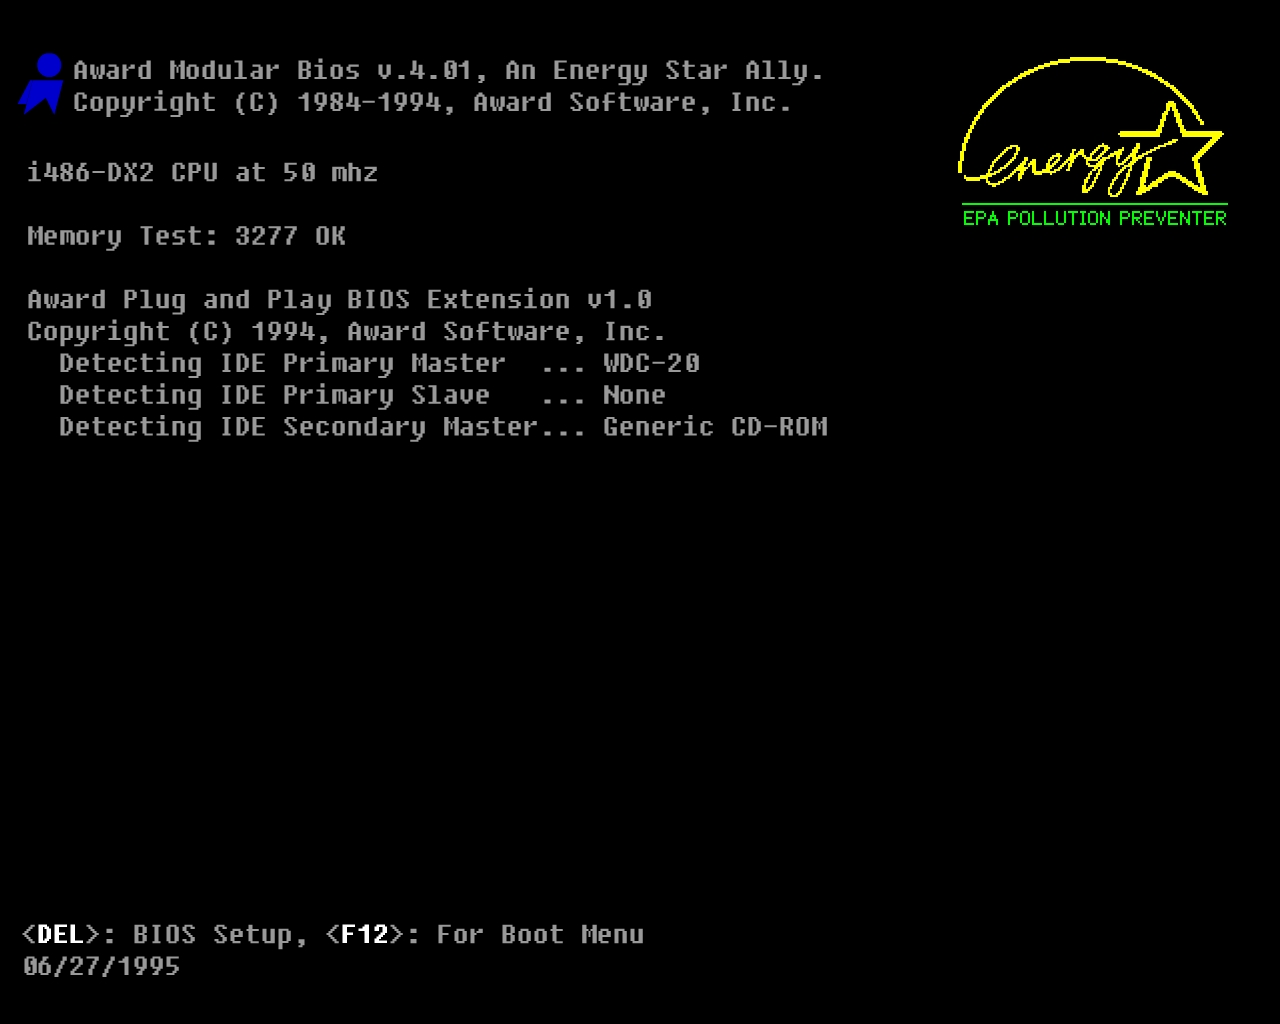 Award Modular Bios v.4.01, An Energy Star Ally.
Copyright (C) 1984-1994, Award Software, Inc.
energy
EPA POLLUTION PREVENTER
i486-DX2 CPU at 50 mhz
Memory Test: 3277 OK
Award Plug and Play BIOS Extension v1.0
Copyright (C) 1994, Award Software, Inc.
Detecting IDE Primary Master ... WDC-20
Detecting IDE Primary Slave ... None
Detecting IDE Secondary Master... Generic CD-ROM
<DEL>: BIOS Setup, <F12>: For Boot Menu
06/27/1995